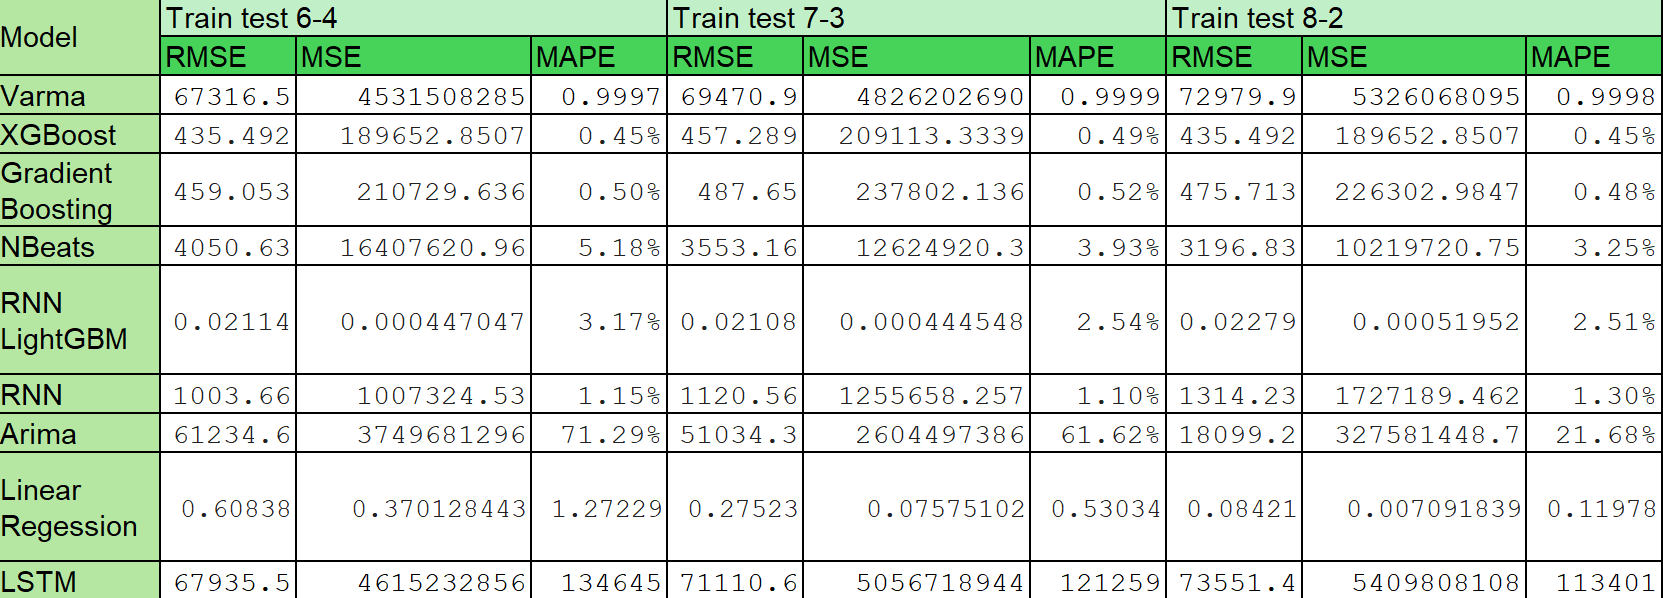 Model Train test 6-4 Train test 7-3 Train test 8-2
RMSE MSE MAPE RMSE MSE MAPE RMSE MSE MAPE
Varma 67316.5 4531508285 0.9997 69470.9 4826202690 0.9999 72979.9 5326068095 0.9998
XGBoost 435.492 189652.8507 0.45% 457.289 209113.3339 0.49% 435.492 189652.8507 0.45%
Gradient
Boosting 459.053 210729.636 0.50% 487.65 237802.136 0.52% 475.713 226302.9847 0.48%
NBeats 4050.63 16407620.96 5.18% 3553.16 12624920.3 3.93% 3196.83 10219720.75 3.25%
RNN
LightGBM 0.02114 0.000447047 3.17% 0.02108 0.000444548 2.54% 0.02279 0.00051952 2.51%
RNN 1003.66 1007324.53 1.15% 1120.56 1255658.257 1.10% 1314.23 1727189.462 1.30%
Arima 61234.6 3749681296 71.29% 51034.3 2604497386 61.62% 18099.2 327581448.7 21.68%
Linear
Regession 0.60838 0.370128443 1.27229 0.27523 0.07575102 0.53034 0.08421 0.007091839 0.11978
LSTM 67935.5 4615232856 134645 71110.6 5056718944 121259 73551.4 5409808108 113401